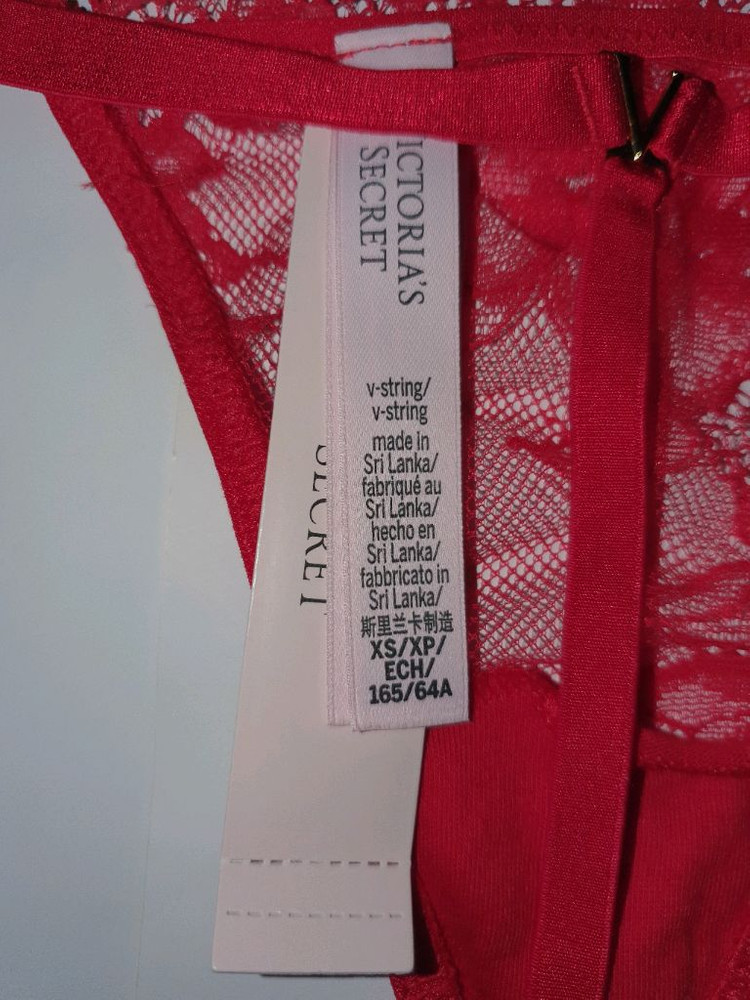 ICTORIA'S
SECRET
v-string/
v-string
made in
Sri Lanka/
fabriqué au
Sri Lanka/
hecho en
Sri Lanka/
fabbricato in
Sri Lanka/
斯里兰卡制造
XS/XP/
ECH/
165/64A
SECRET